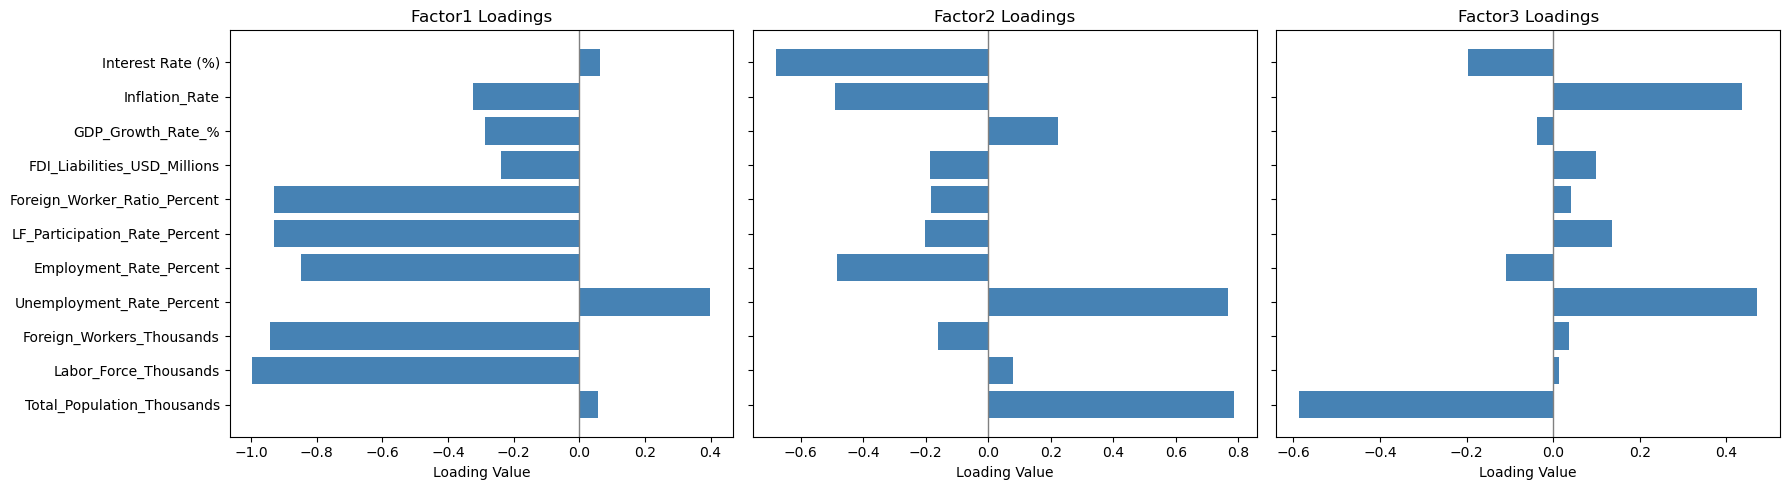 Factor1 Loadings
Factor2 Loadings
Factor3 Loadings
Interest Rate (%)
Inflation_Rate
GDP_Growth_Rate_%
FDI_Liabilities_USD_Millions
Foreign_Worker_Ratio_Percent
LF_Participation_Rate_Percent
Employment_Rate_Percent
Unemployment_Rate_Percent
Foreign_Workers_Thousands
Labor_Force_Thousands
Total_Population_Thousands
−1.0 −0.8 −0.6 −0.4 −0.2 0.0 0.2 0.4
−0.6 −0.4 −0.2 0.0 0.2 0.4 0.6 0.8
−0.6 −0.4 −0.2 0.0 0.2 0.4
Loading Value
Loading Value
Loading Value